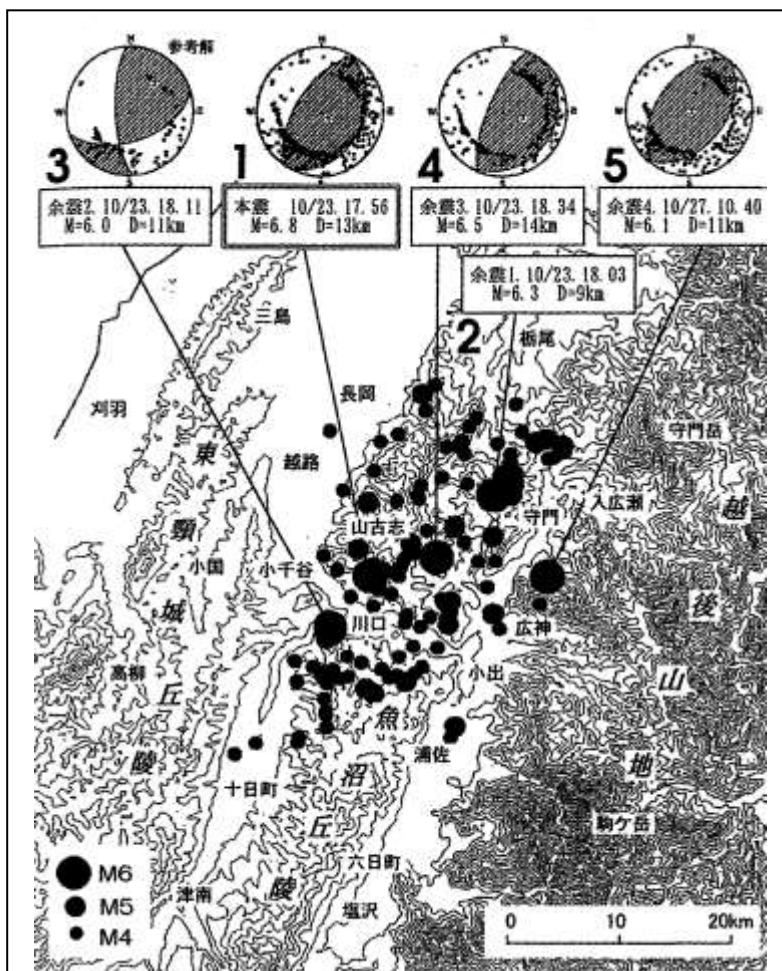 参考解
N
N
N
N
W
E
W
E
W
E
W
E
S
S
S
S
3
1
4
5
余震2. 10/23. 18. 11
M=6.0 D=11km
本震 10/23. 17. 56
M=6.8 D=13km
余震3. 10/23. 18. 34
M=6.5 D=14km
余震4. 10/27. 10. 40
M=6.1 D=11km
余震1. 10/23. 18. 03
M=6.3 D=9km
2
三島
栃尾
刈羽
長岡
守門岳
越路
東頸城丘陵
山古志
守門
入広瀬
越後山地
小国
小千谷
川口
広神
高柳
小出
魚沼丘陵
浦佐
十日町
駒ケ岳
六日町
津南
塩沢
M6
M5
M4
0 10 20km